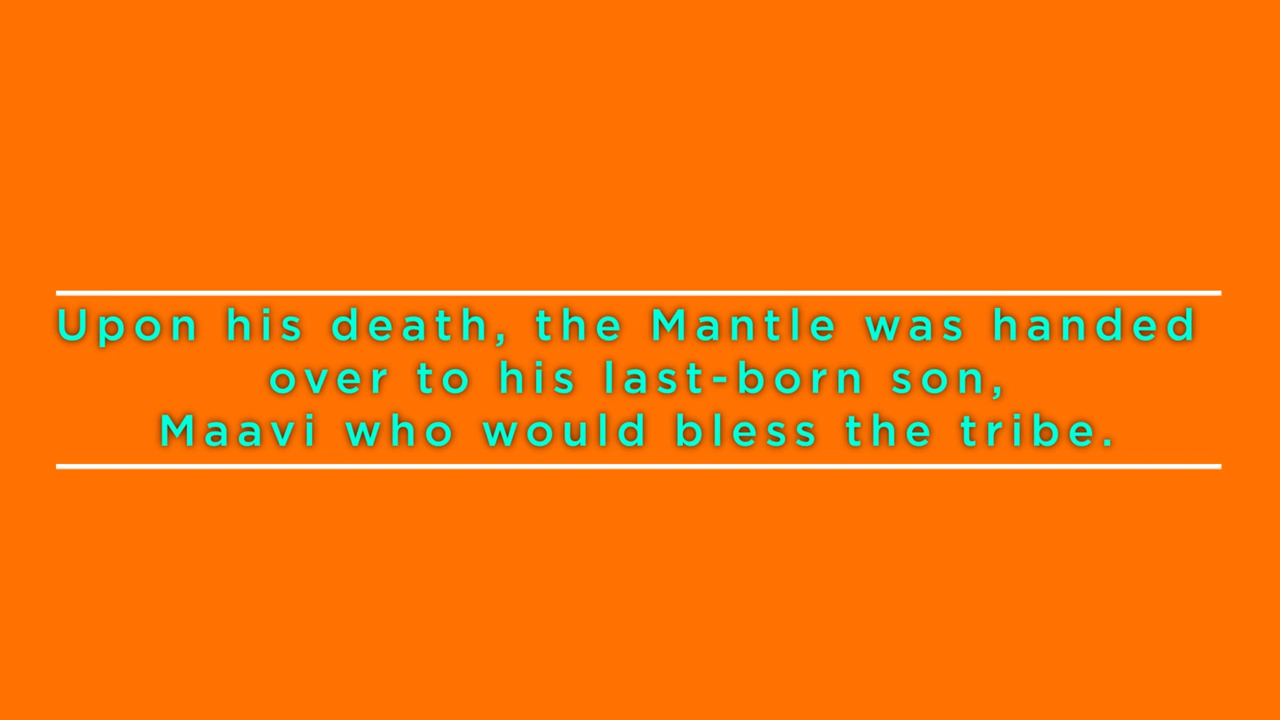 Upon his death, the Mantle was handed
over to his last-born son,
Maavi who would bless the tribe.